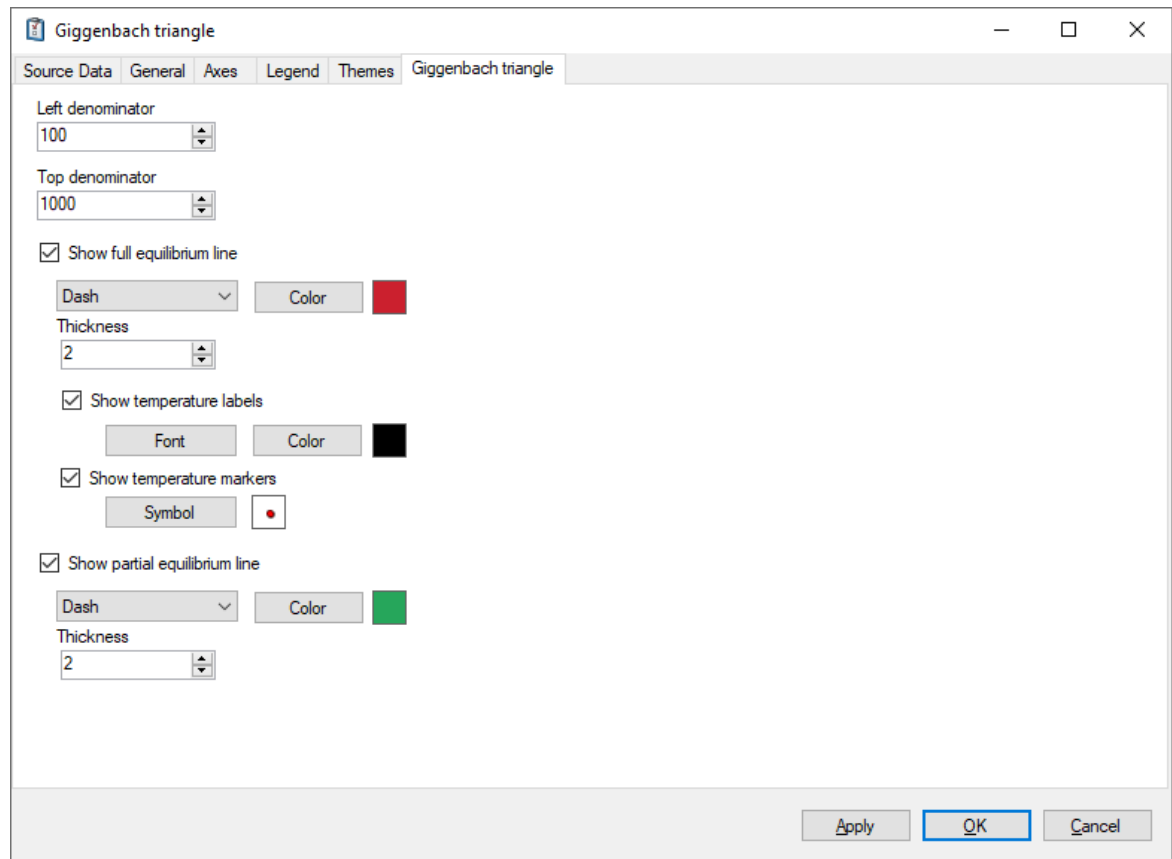 Giggenbach triangle
Source Data General Axes Legend Themes Giggenbach triangle
Left denominator
100
Top denominator
1000
Show full equilibrium line
Dash Color
Thickness
2
Show temperature labels
Font Color
Show temperature markers
Symbol
Show partial equilibrium line
Dash Color
Thickness
2
Apply OK Cancel